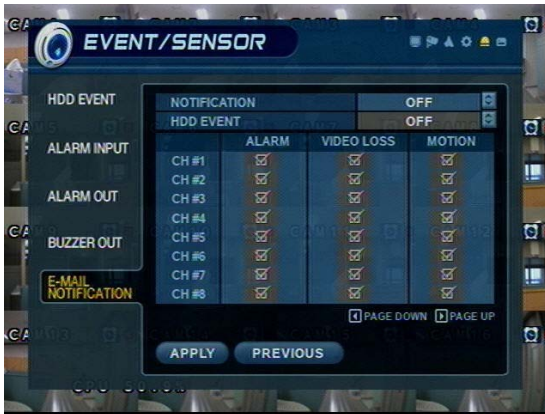 EVENT/SENSOR
HDD EVENT
ALARM INPUT
ALARM OUT
BUZZER OUT
E-MAIL
NOTIFICATION
NOTIFICATION OFF
HDD EVENT OFF
ALARM VIDEO LOSS MOTION
CH #1
CH #2
CH #3
CH #4
CH #5
CH #6
CH #7
CH #8
PAGE DOWN PAGE UP
APPLY PREVIOUS